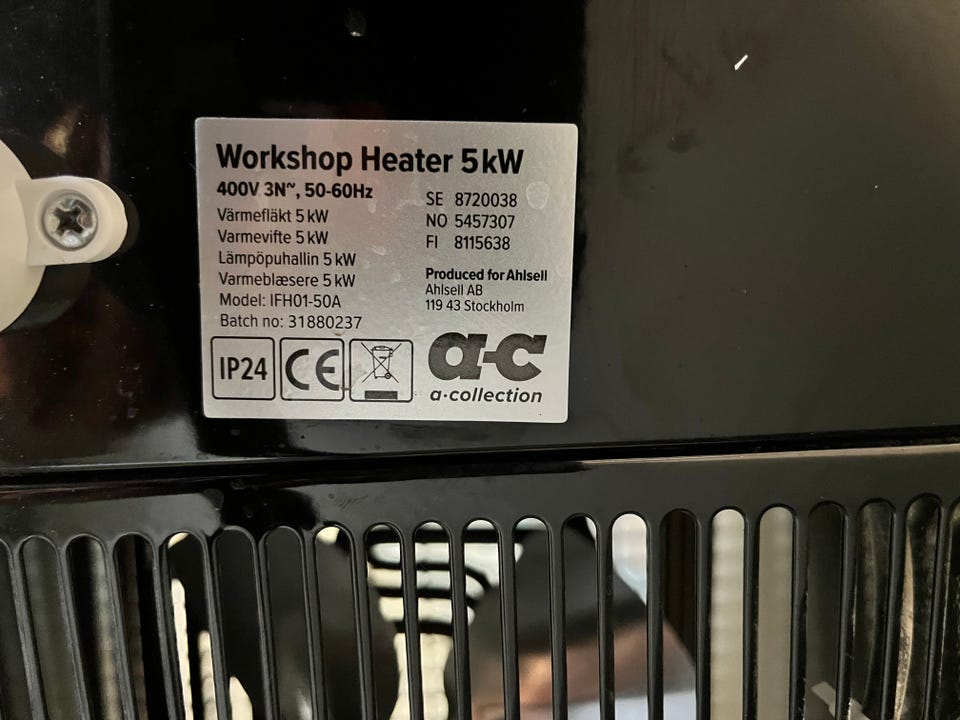 Workshop Heater 5 kW
400V 3N~, 50-60Hz
Värmefläkt 5 kW
Varmevifte 5 kW
Lämpöpuhallin 5 kW
Varmeblæsere 5 kW
Model: IFH01-50A
Batch no: 31880237
SE 8720038
NO 5457307
FI 8115638
Produced for Ahlsell
Ahlsell AB
119 43 Stockholm
IP24
CE
a-c
a·collection